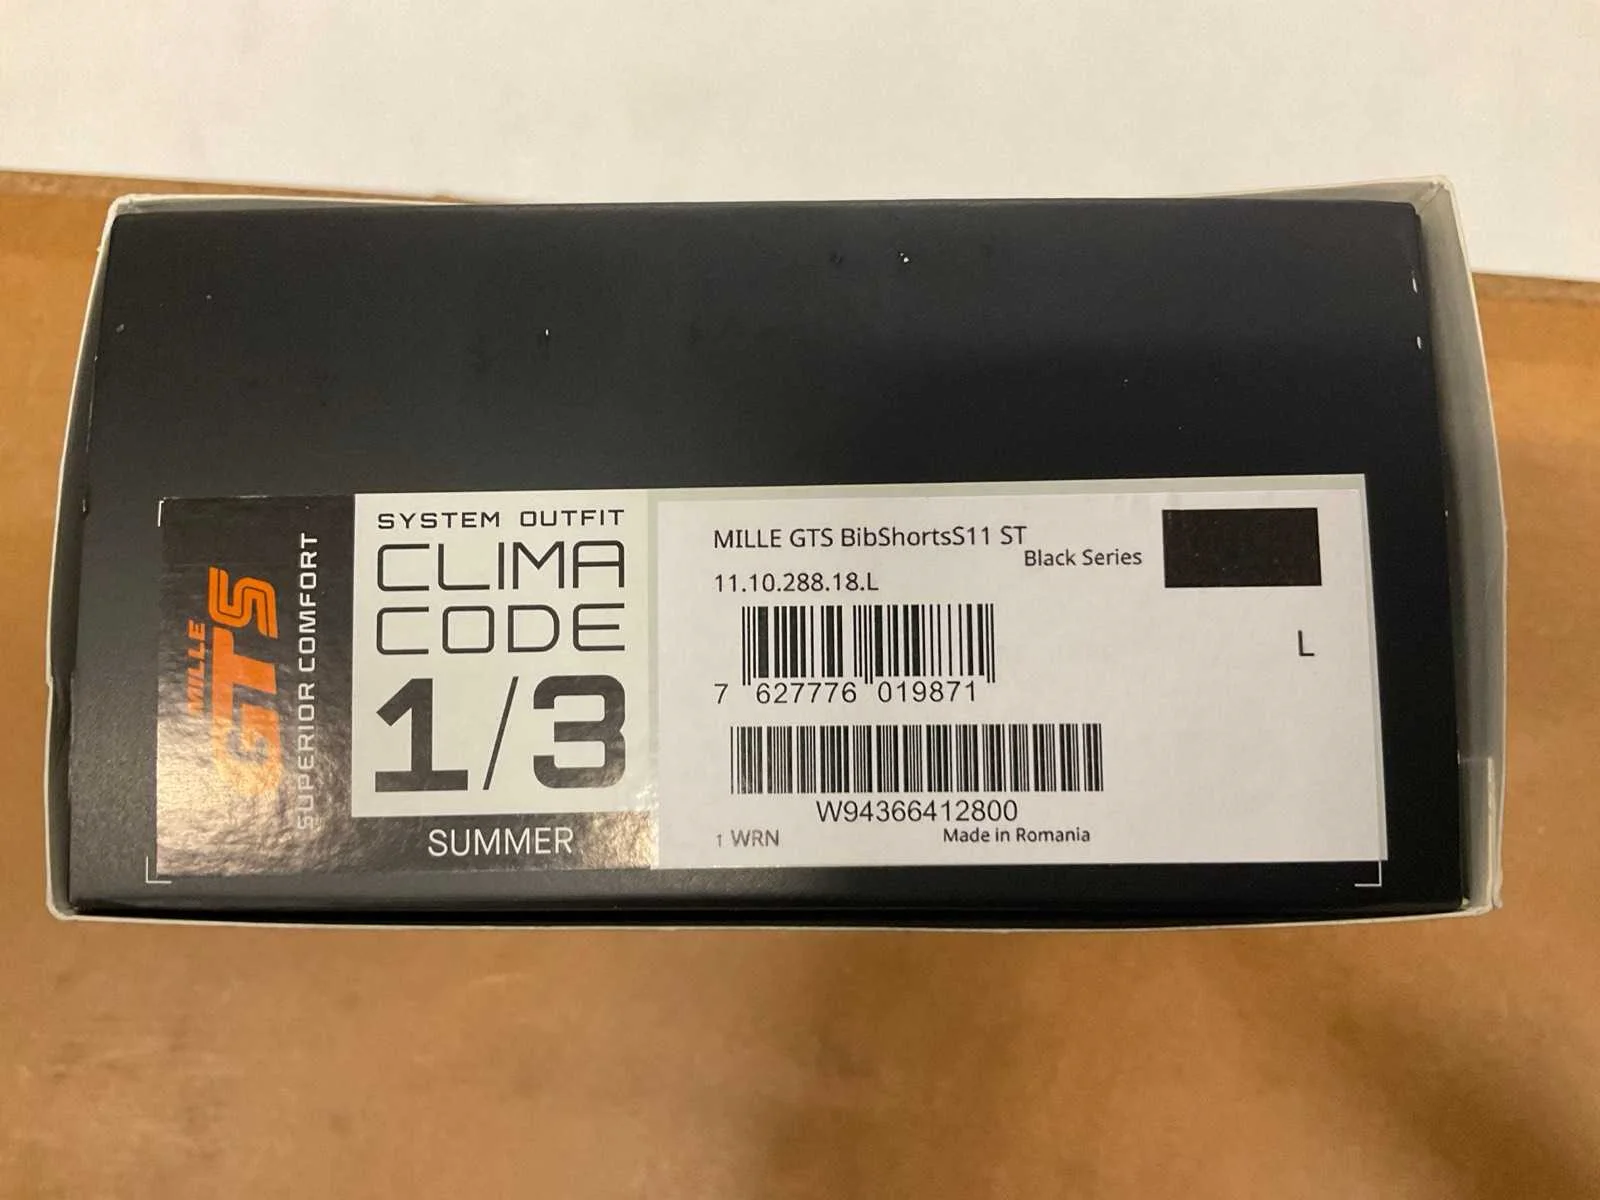 MILLE
GTS
SUPERIOR COMFORT
SYSTEM OUTFIT
CLIMA
CODE
1/3
SUMMER
MILLE GTS BibShortsS11 ST
Black Series
11.10.288.18.L
L
7 627776 019871
W94366412800
1 WRN
Made in Romania